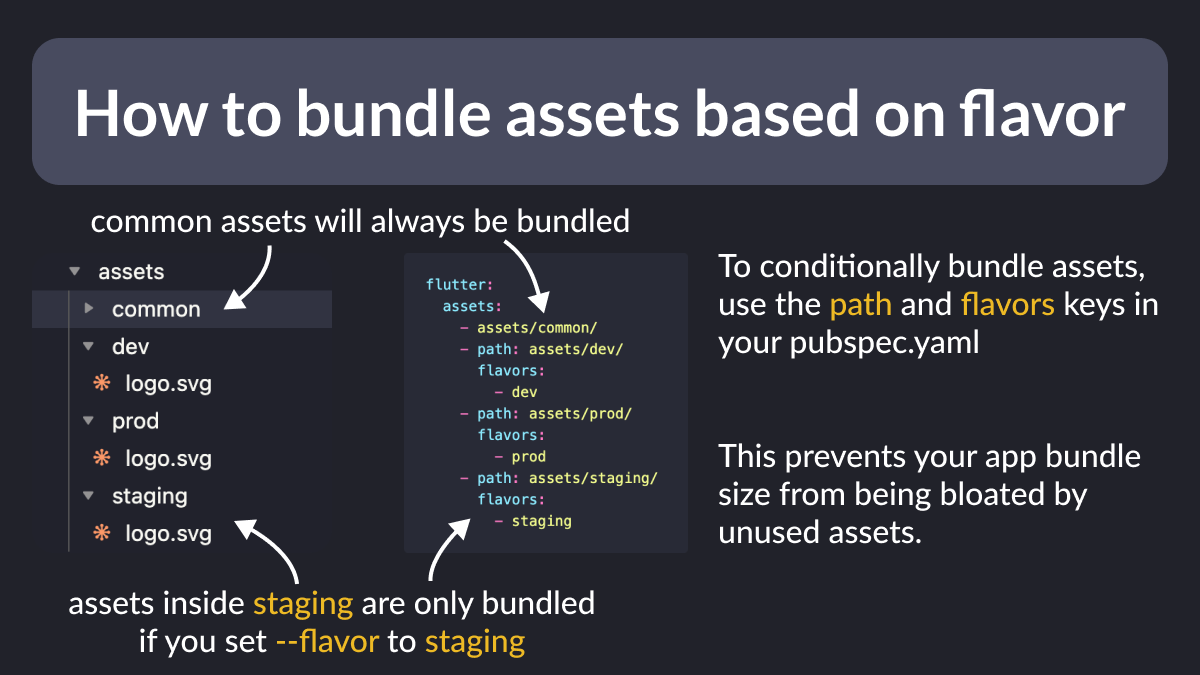 How to bundle assets based on flavor
common assets will always be bundled
assets
common
dev
logo.svg
prod
logo.svg
staging
logo.svg
flutter:
assets:
- assets/common/
- path: assets/dev/
flavors:
- dev
- path: assets/prod/
flavors:
- prod
- path: assets/staging/
flavors:
- staging
To conditionally bundle assets,
use the path and flavors keys in
your pubspec.yaml
This prevents your app bundle
size from being bloated by
unused assets.
assets inside staging are only bundled
if you set --flavor to staging